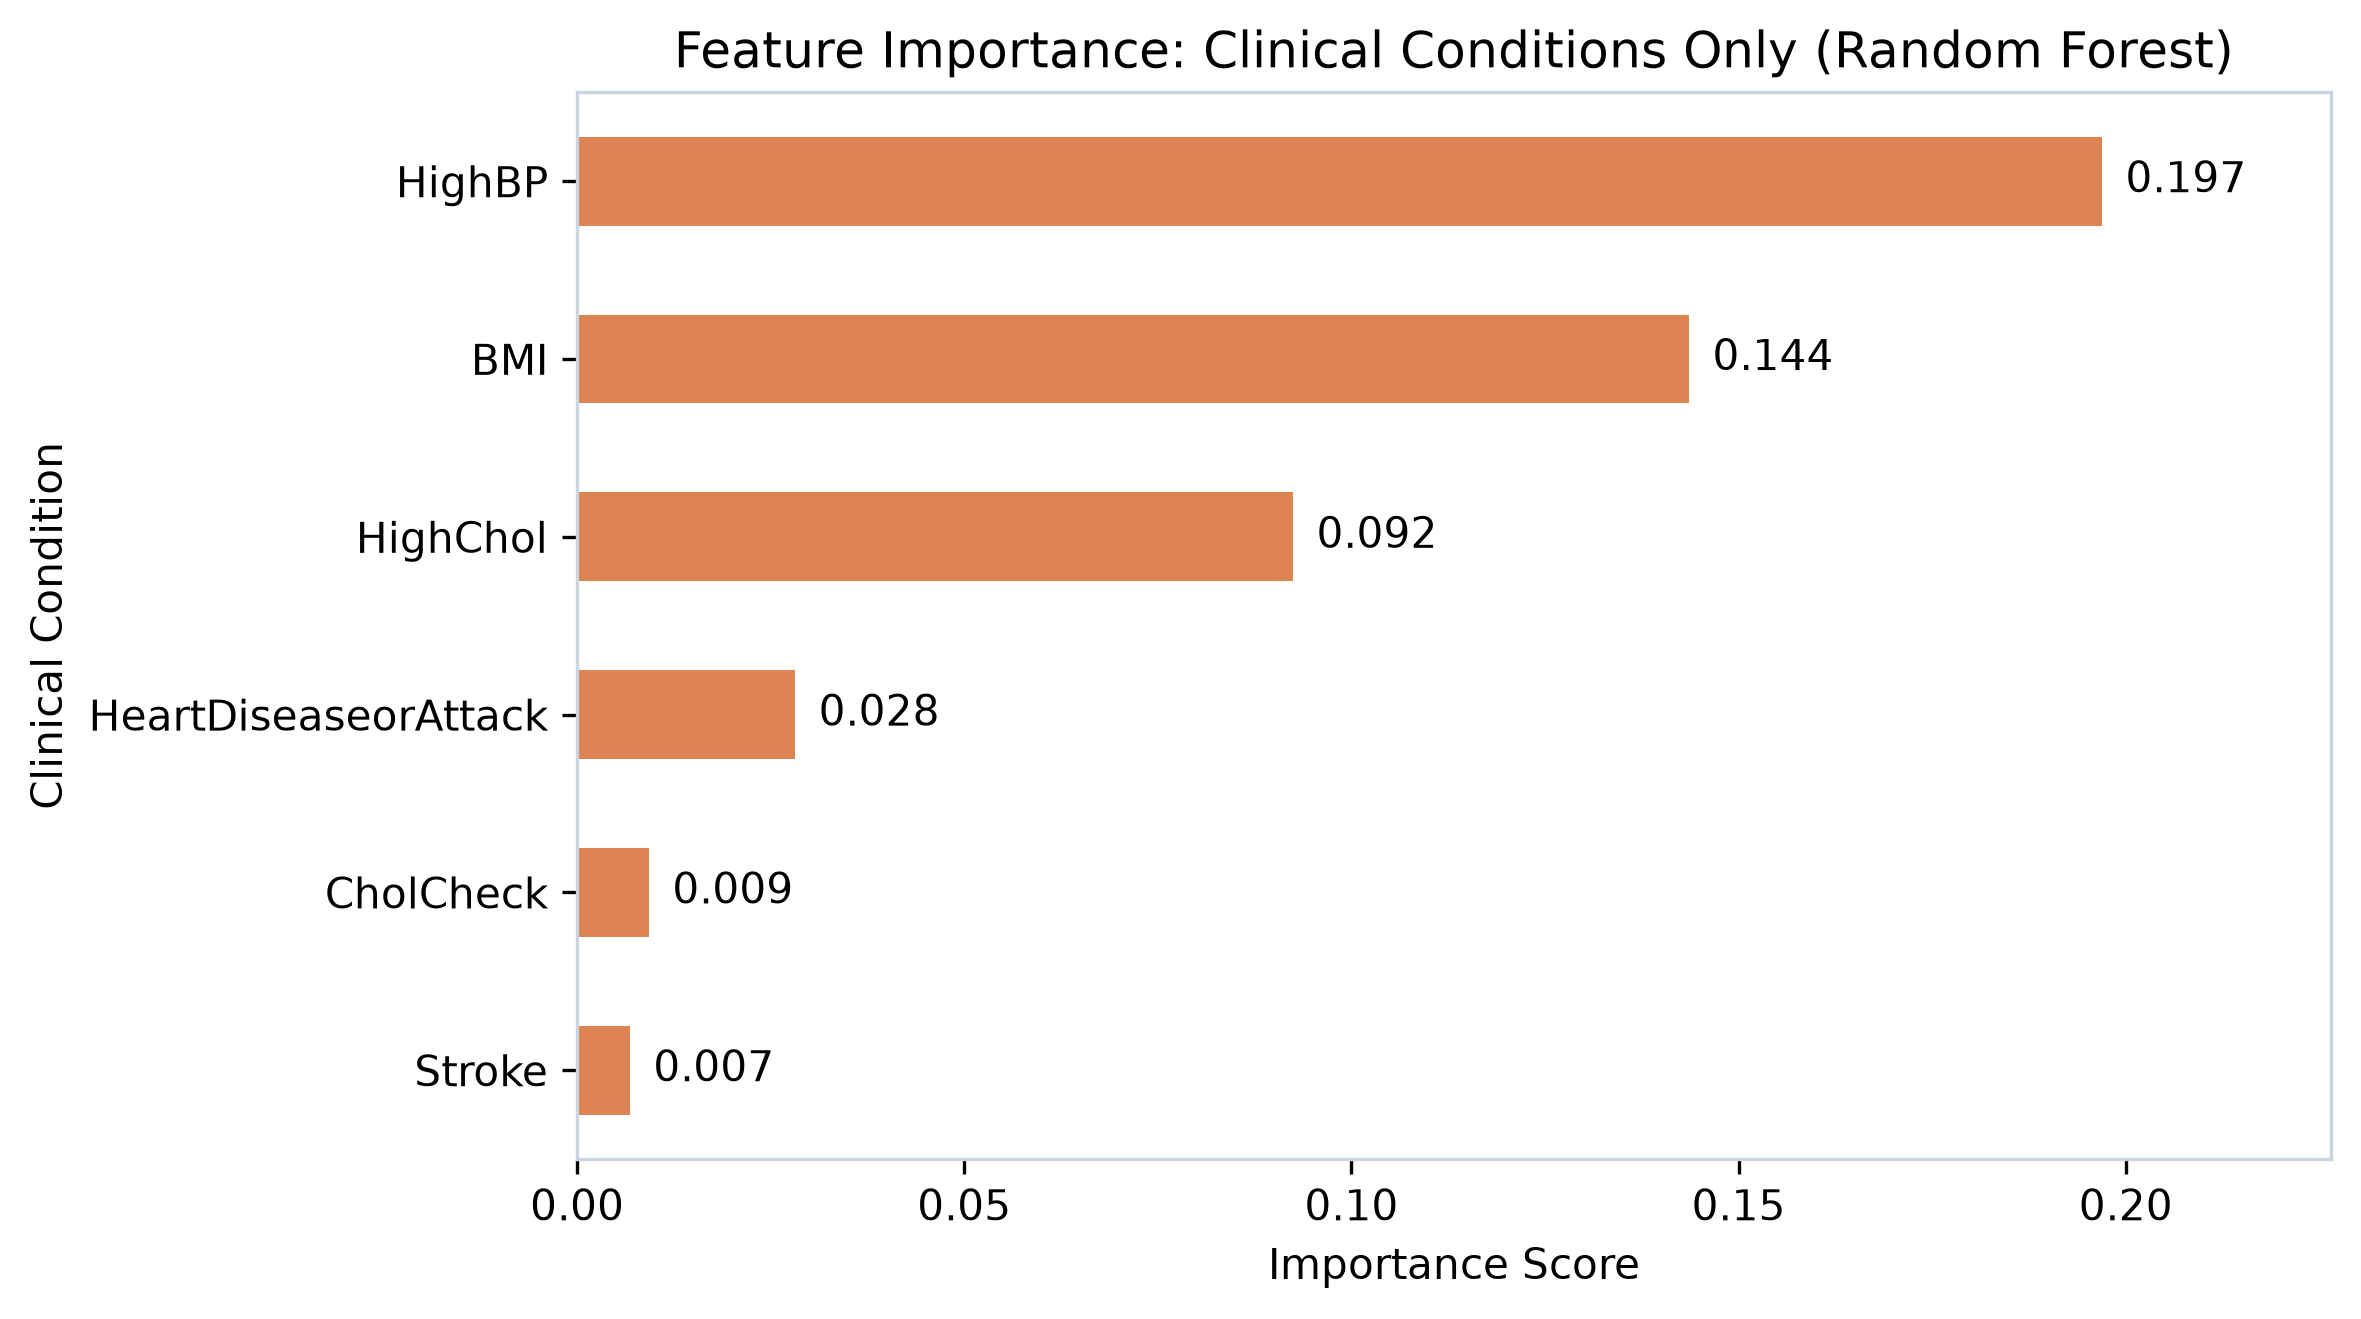 Feature Importance: Clinical Conditions Only (Random Forest)
Clinical Condition
HighBP
0.197
BMI
0.144
HighChol
0.092
HeartDiseaseorAttack
0.028
CholCheck
0.009
Stroke
0.007
0.00 0.05 0.10 0.15 0.20
Importance Score